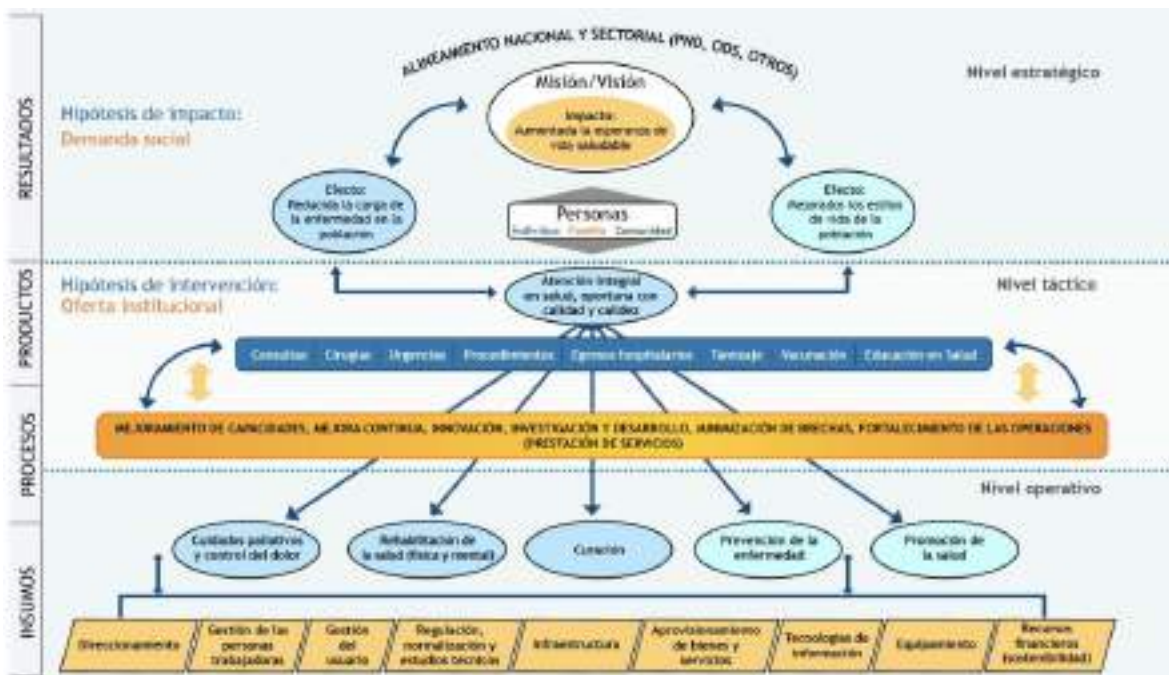 ALINEAMIENTO NACIONAL Y SECTORIAL (PND, ODS, OTROS)
Nivel estratégico
Misión/Visión
Impacto:
Aumentada la esperanza de
vida saludable
Hipótesis de impacto:
Demanda social
RESULTADOS
Efecto:
Reducida la carga de
la enfermedad en la
población
Personas
Individuo Familia Comunidad
Efecto:
Mejorados los estilos
de vida de la
población
PRODUCTOS
Hipótesis de intervención:
Oferta institucional
Nivel táctico
Atención integral
en salud, oportuna con
calidad y calidez
Consultas Cirugías Urgencias Procedimientos Egresos hospitalarios Tamizaje Vacunación Educación en Salud
PROCESOS
MEJORAMIENTO DE CAPACIDADES, MEJORA CONTINUA, INNOVACIÓN, INVESTIGACIÓN Y DESARROLLO, DE BRECHAS, FORTALECIMIENTO DE LAS OPERACIONES
(PRESTACIÓN DE SERVICIOS)
Nivel operativo
Cuidados paliativos
y control del dolor
Rehabilitación de
la salud (física y mental)
Curación
Prevención de la
enfermedad
Promoción de
la salud
INSUMOS
Direccionamiento
Gestión de las
personas
trabajadoras
Gestión
del
usuario
Regulación,
normalización y
estudios técnicos
Infraestructura
Aprovisionamiento
de bienes y
servicios
Tecnologías de
información
Equipamiento
Recursos
financieros
(sostenibilidad)